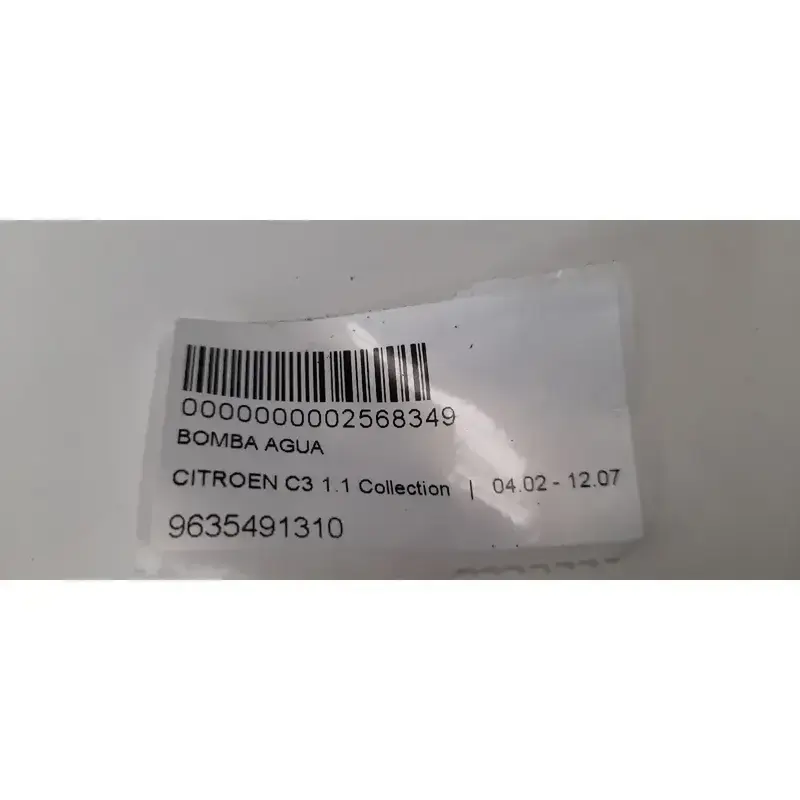 0000000002568349
BOMBA AGUA
CITROEN C3 1.1 Collection | 04.02 - 12.07
9635491310